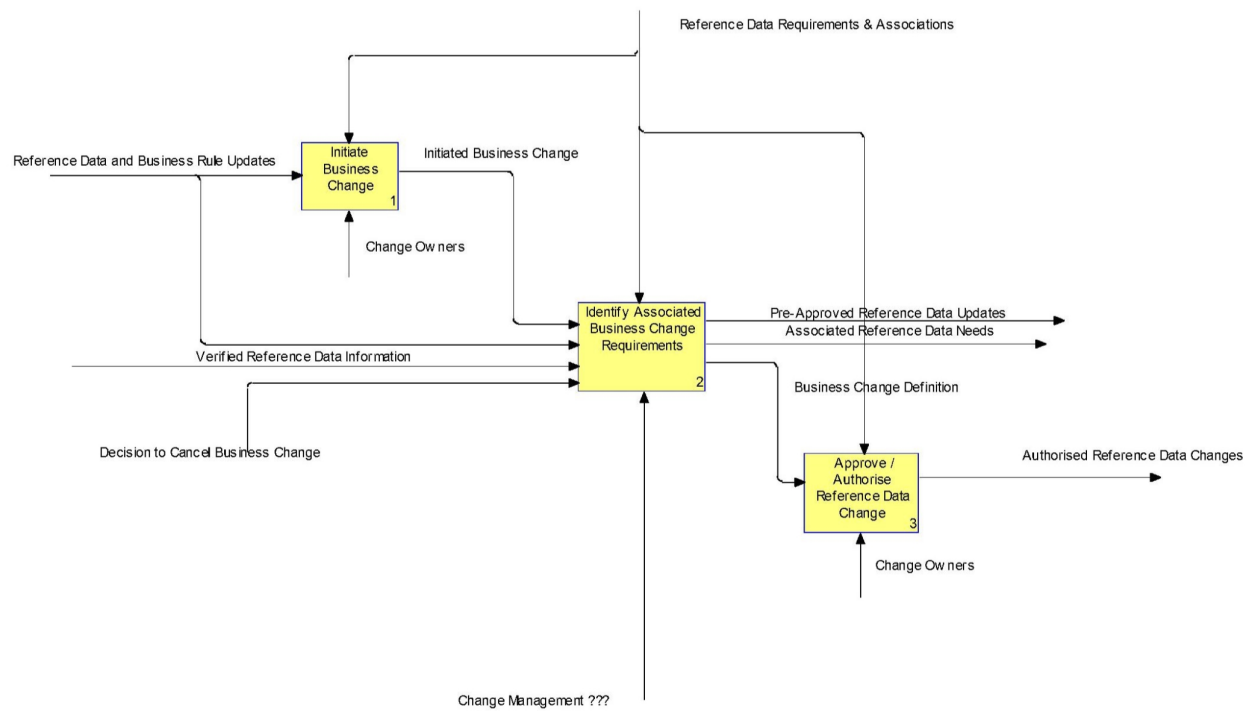 Reference Data Requirements & Associations
Reference Data and Business Rule Updates
Initiate
Business
Change
1
Initiated Business Change
Change Owners
Identify Associated
Business Change
Requirements
2
Pre-Approved Reference Data Updates
Associated Reference Data Needs
Verified Reference Data Information
Business Change Definition
Decision to Cancel Business Change
Approve /
Authorise
Reference Data
Change
3
Authorised Reference Data Changes
Change Owners
Change Management ???